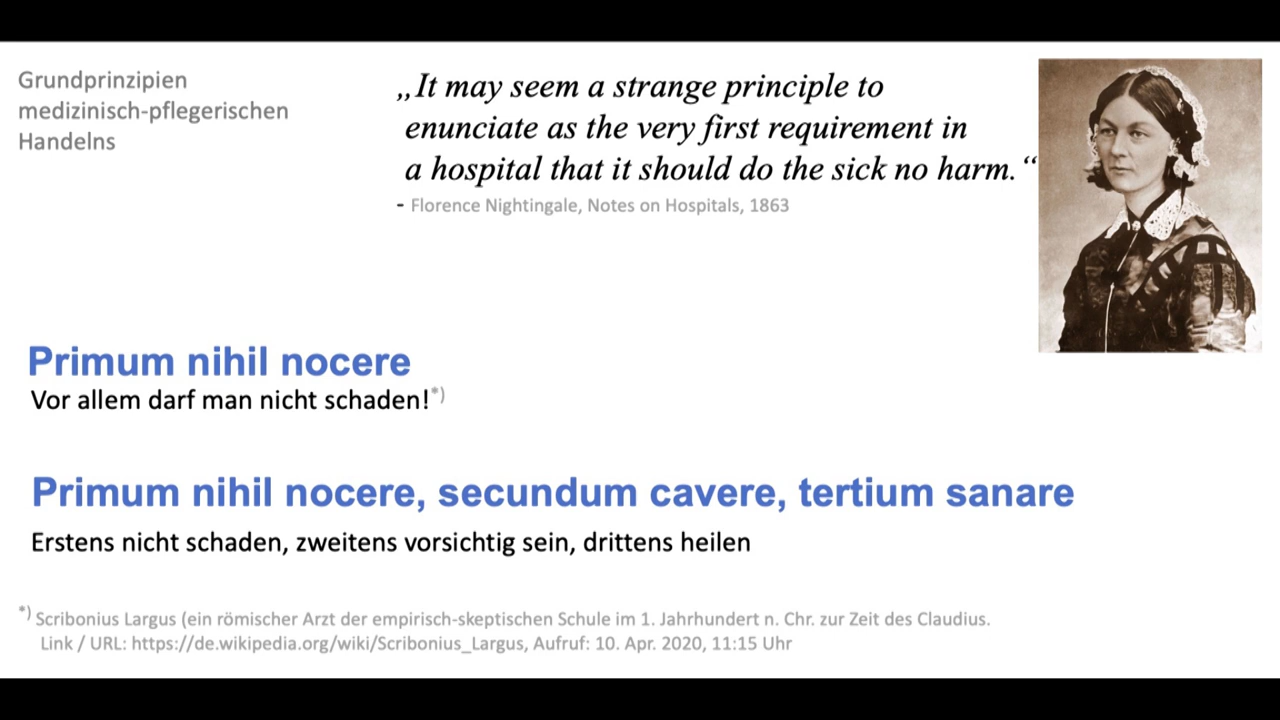 Grundprinzipien
medizinisch-pflegerischen
Handelns
„It may seem a strange principle to
enunciate as the very first requirement in
a hospital that it should do the sick no harm.“
- Florence Nightingale, Notes on Hospitals, 1863
Primum nihil nocere
Vor allem darf man nicht schaden!*)
Primum nihil nocere, secundum cavere, tertium sanare
Erstens nicht schaden, zweitens vorsichtig sein, drittens heilen
*) Scribonius Largus (ein römischer Arzt der empirisch-skeptischen Schule im 1. Jahrhundert n. Chr. zur Zeit des Claudius.
Link / URL: https://de.wikipedia.org/wiki/Scribonius_Largus, Aufruf: 10. Apr. 2020, 11:15 Uhr